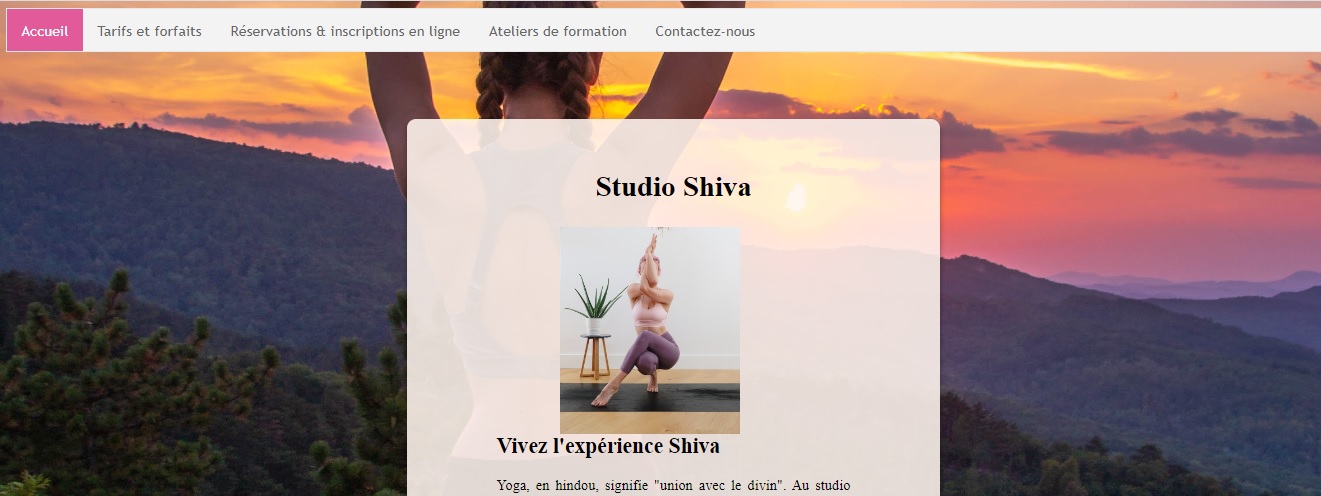 Accueil Tarifs et forfaits Réservations & inscriptions en ligne Ateliers de formation Contactez-nous
Studio Shiva
Vivez l'expérience Shiva
Yoga, en hindou, signifie "union avec le divin". Au studio